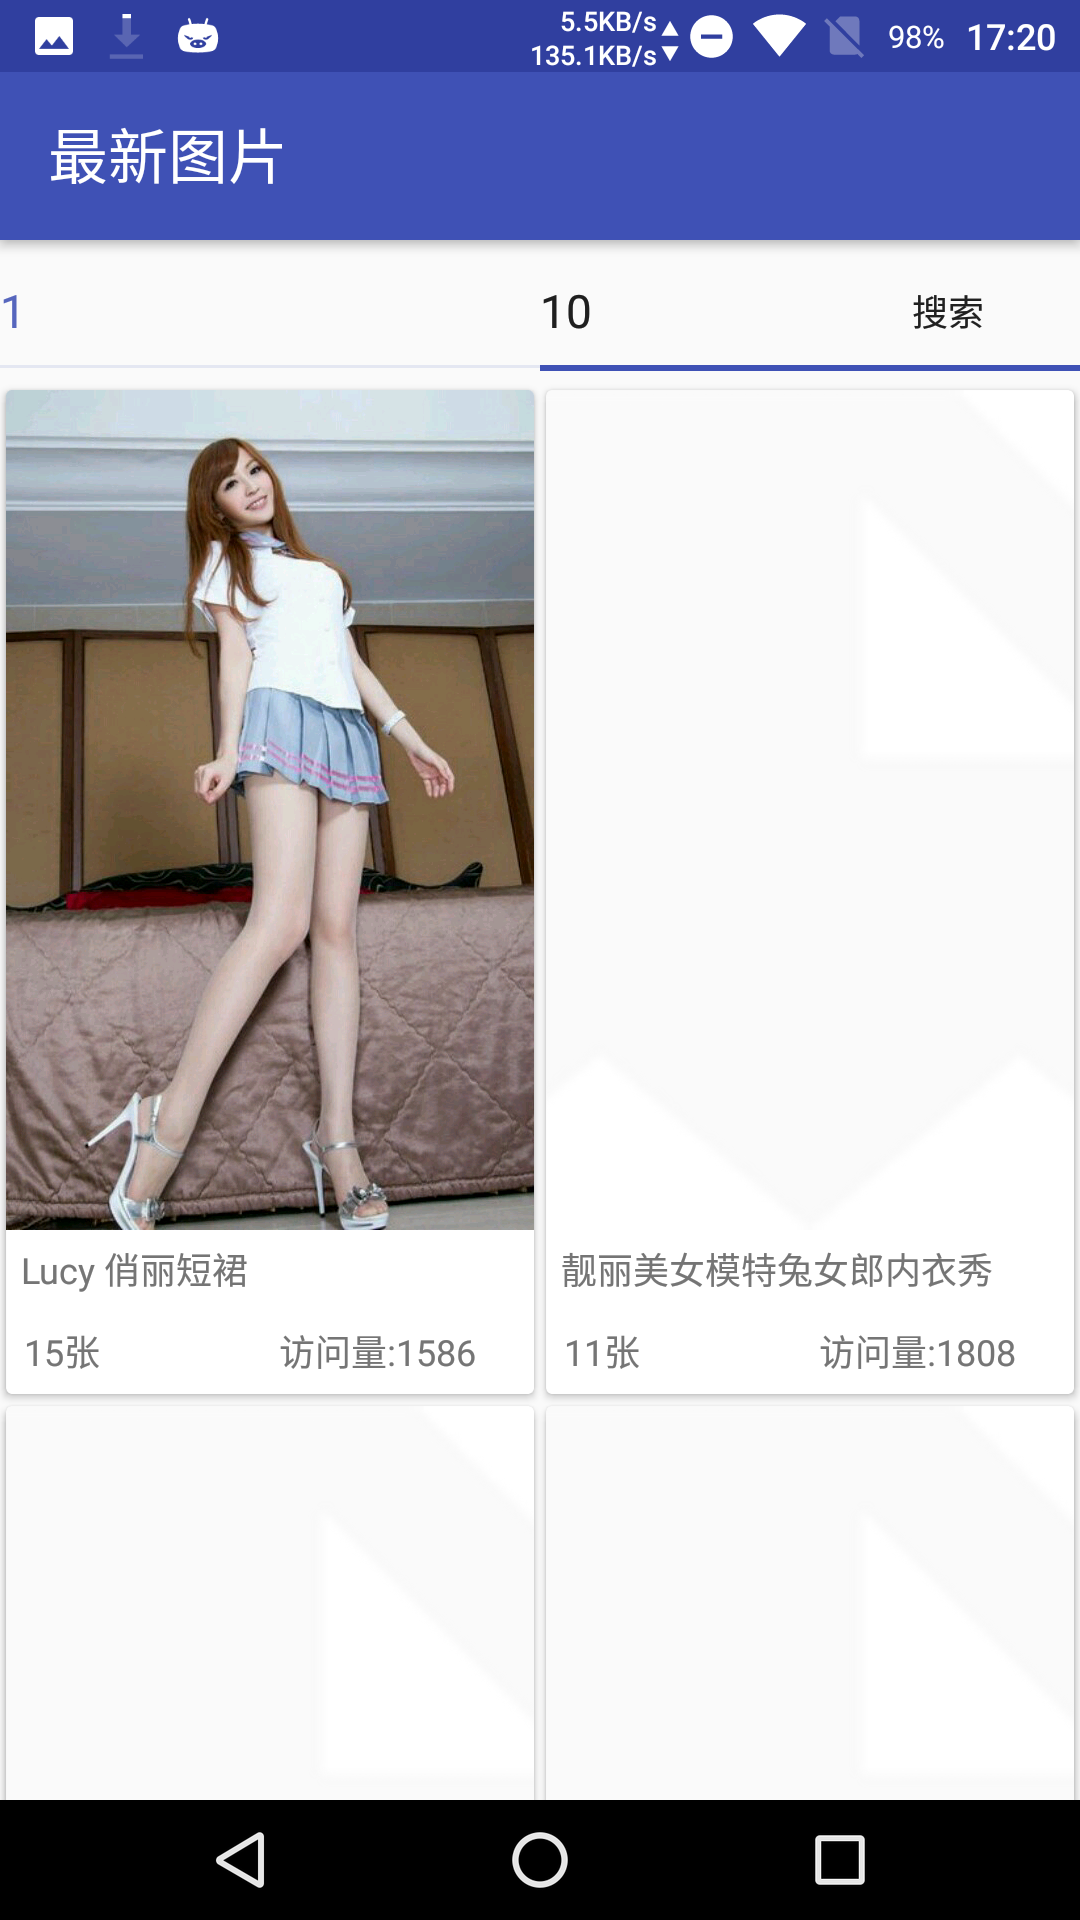 5.5KB/s
135.1KB/s
98% 17:20
最新图片
1
10
搜索
Lucy 俏丽短裙
15张 访问量:1586
靓丽美女模特兔女郎内衣秀
11张 访问量:1808